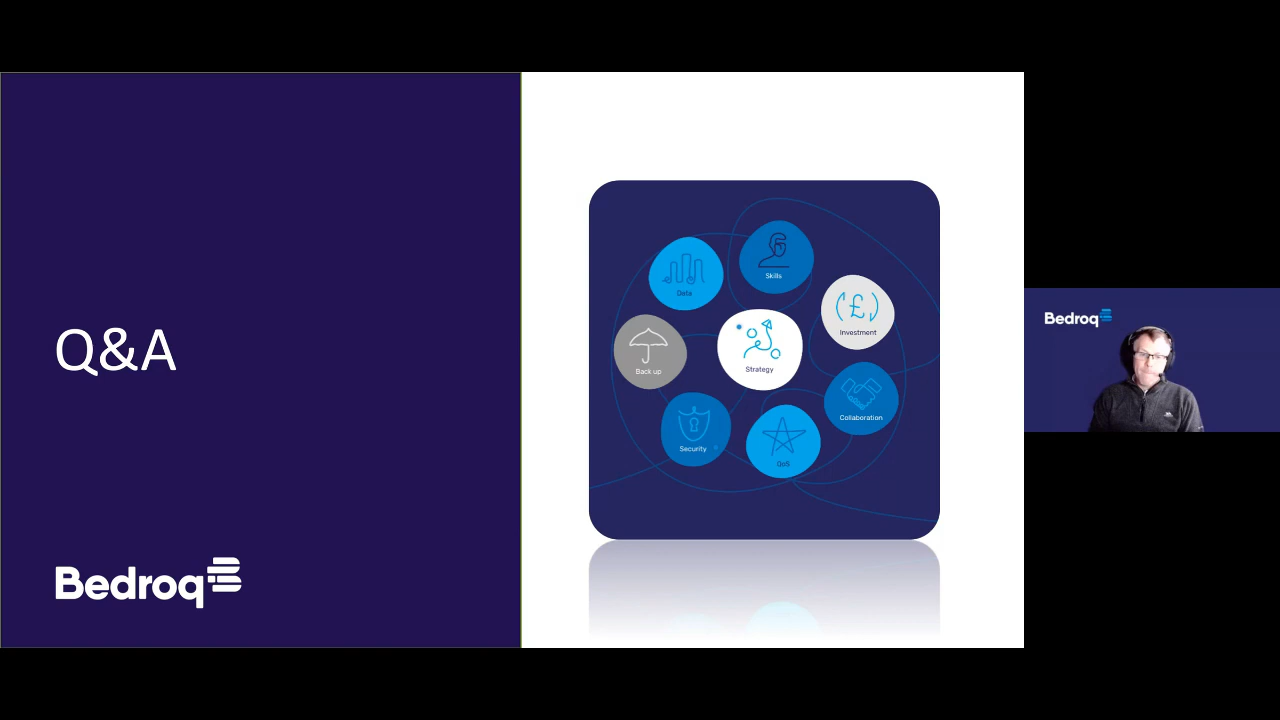 Q&A
Bedroq
Data
Skills
Investment
Back up
Strategy
Collaboration
Security
QoS
Bedroq